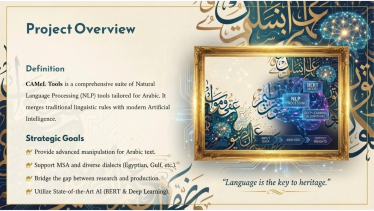 Project Overview
Definition
CAMeL Tools is a comprehensive suite of Natural
Language Processing (NLP) tools tailored for Arabic. It
merges traditional linguistic rules with modern Artificial
Intelligence.
Strategic Goals
Provide advanced manipulation for Arabic text.
Support MSA and diverse dialects (Egyptian, Gulf, etc.).
Bridge the gap between research and production.
Utilize State-of-the-Art AI (BERT & Deep Learning).
BERT
NLP
"Language is the key to heritage."